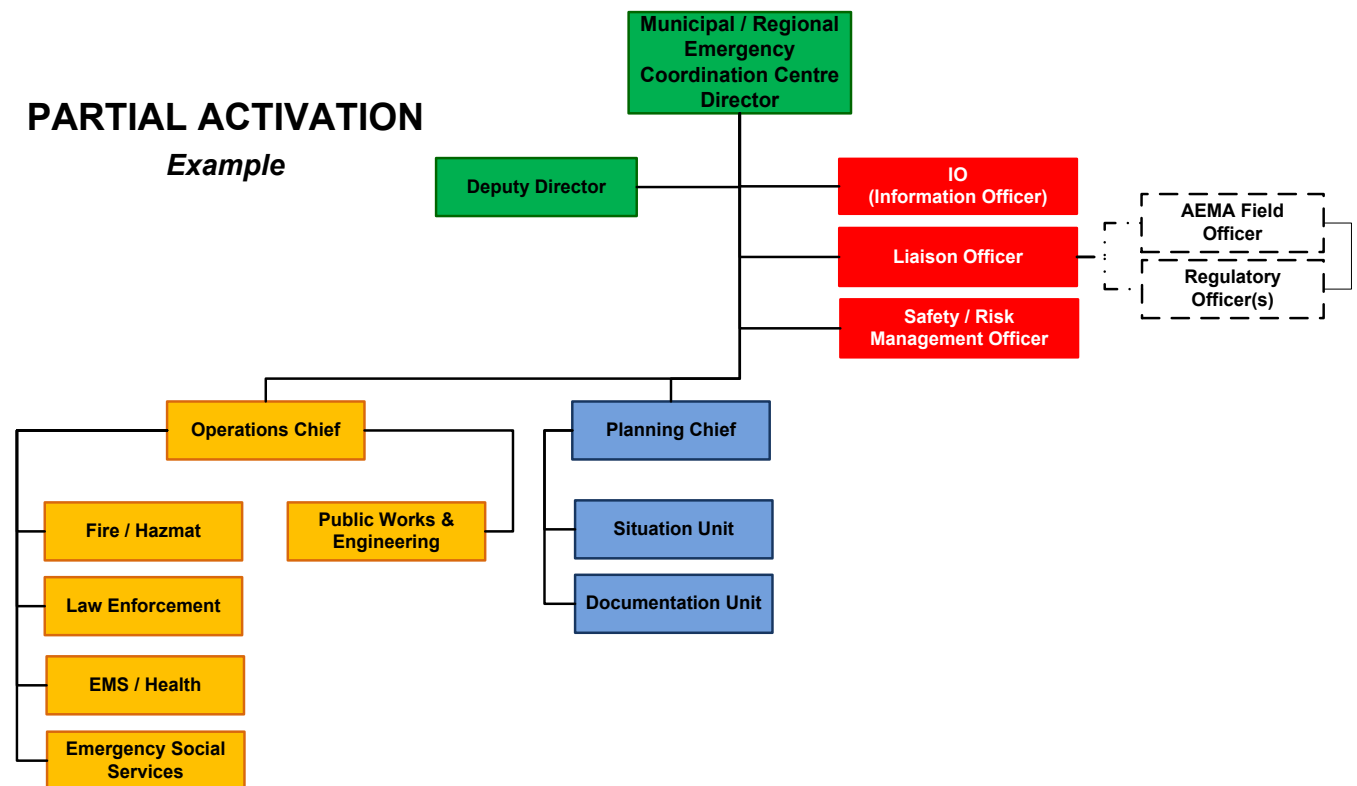 Municipal / Regional
Emergency
Coordination Centre
Director
PARTIAL ACTIVATION
Example
Deputy Director
IO
(Information Officer)
AEMA Field
Officer
Liaison Officer
Regulatory
Officer(s)
Safety / Risk
Management Officer
Operations Chief
Planning Chief
Fire / Hazmat
Public Works &
Engineering
Situation Unit
Law Enforcement
Documentation Unit
EMS / Health
Emergency Social
Services